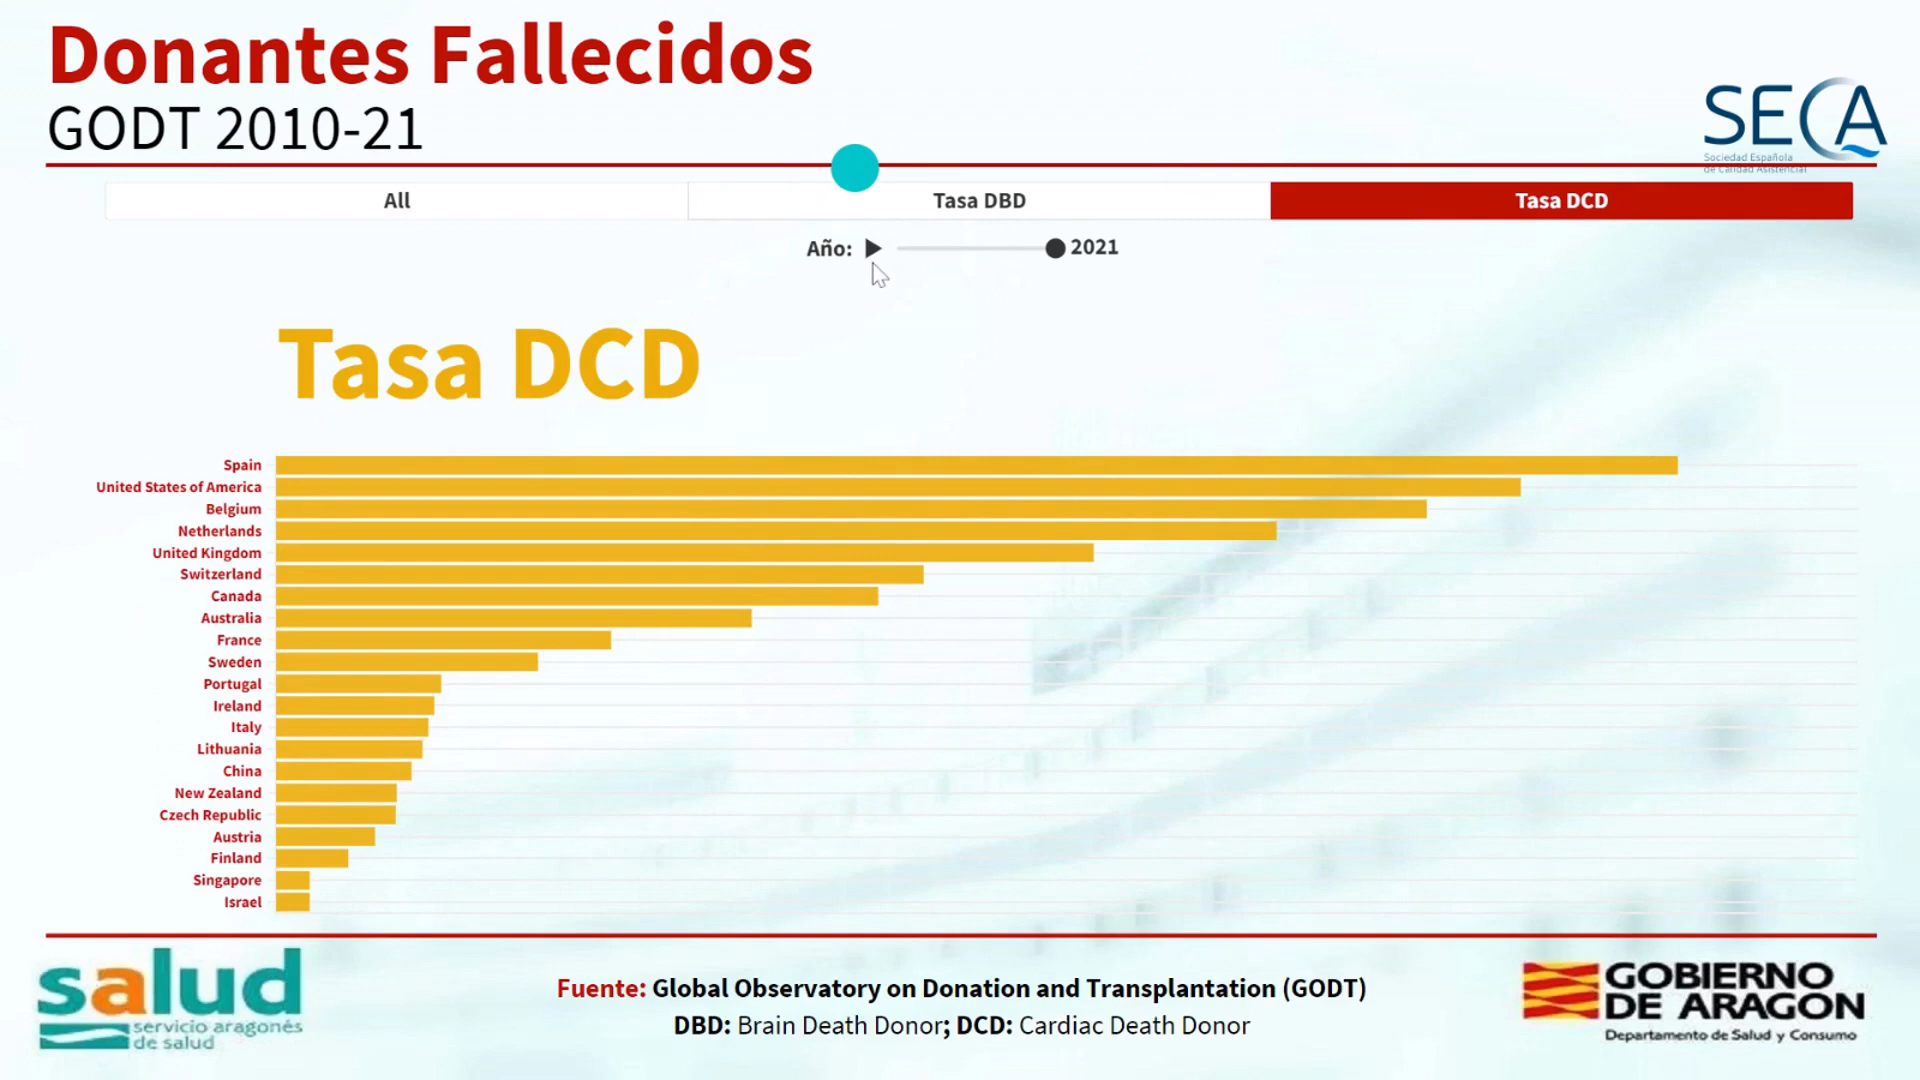 Donantes Fallecidos
GODT 2010-21
SECA
Sociedad Española
de Calidad Asistencial
All
Tasa DBD
Tasa DCD
Año:
2021
Tasa DCD
Spain
United States of America
Belgium
Netherlands
United Kingdom
Switzerland
Canada
Australia
France
Sweden
Portugal
Ireland
Italy
Lithuania
China
New Zealand
Czech Republic
Austria
Finland
Singapore
Israel
salud
servicio aragonés
de salud
Fuente: Global Observatory on Donation and Transplantation (GODT)
DBD: Brain Death Donor; DCD: Cardiac Death Donor
GOBIERNO
DE ARAGON
Departamento de Salud y Consumo